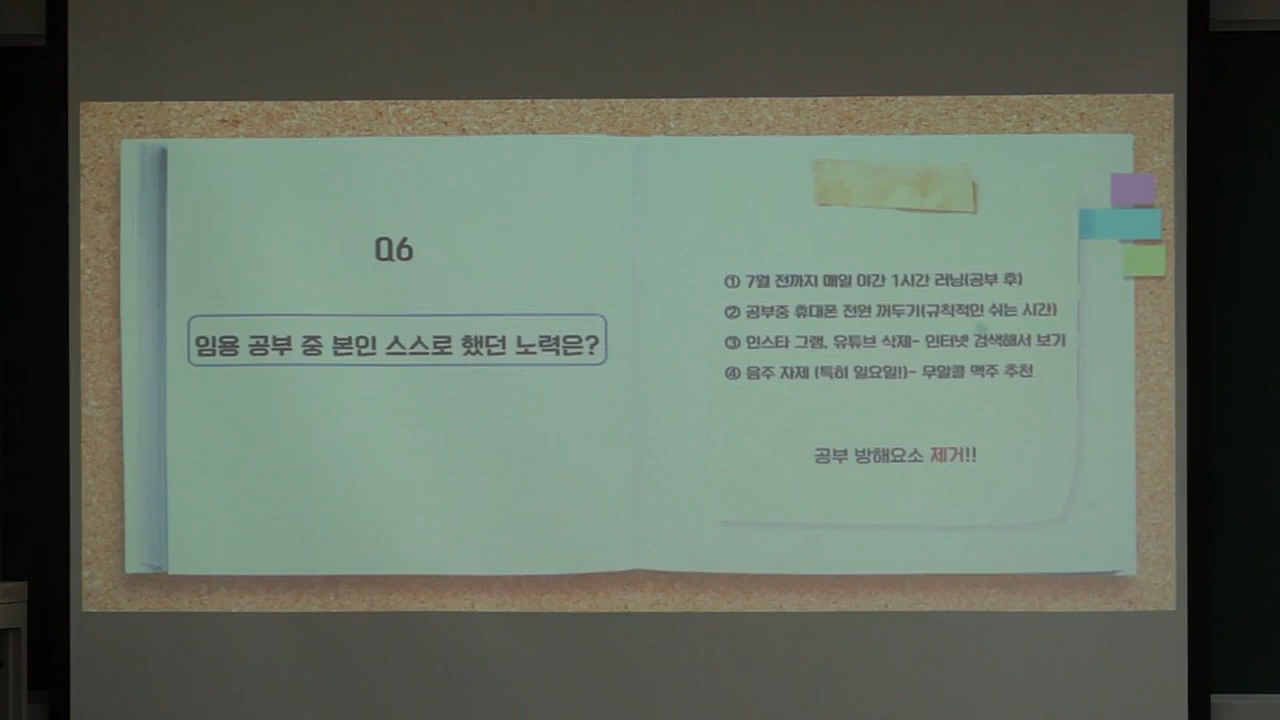 Q6
임용 공부 중 본인 스스로 했던 노력은?
① 7월 전까지 매일 야간 1시간 러닝(공부 후)
② 공부중 휴대폰 전원 꺼두기(규칙적인 쉬는 시간)
③ 인스타 그램, 유튜브 삭제- 인터넷 검색해서 보기
④ 음주 자제 (특히 일요일!)- 무알콜 맥주 추천
공부 방해요소 제거!!